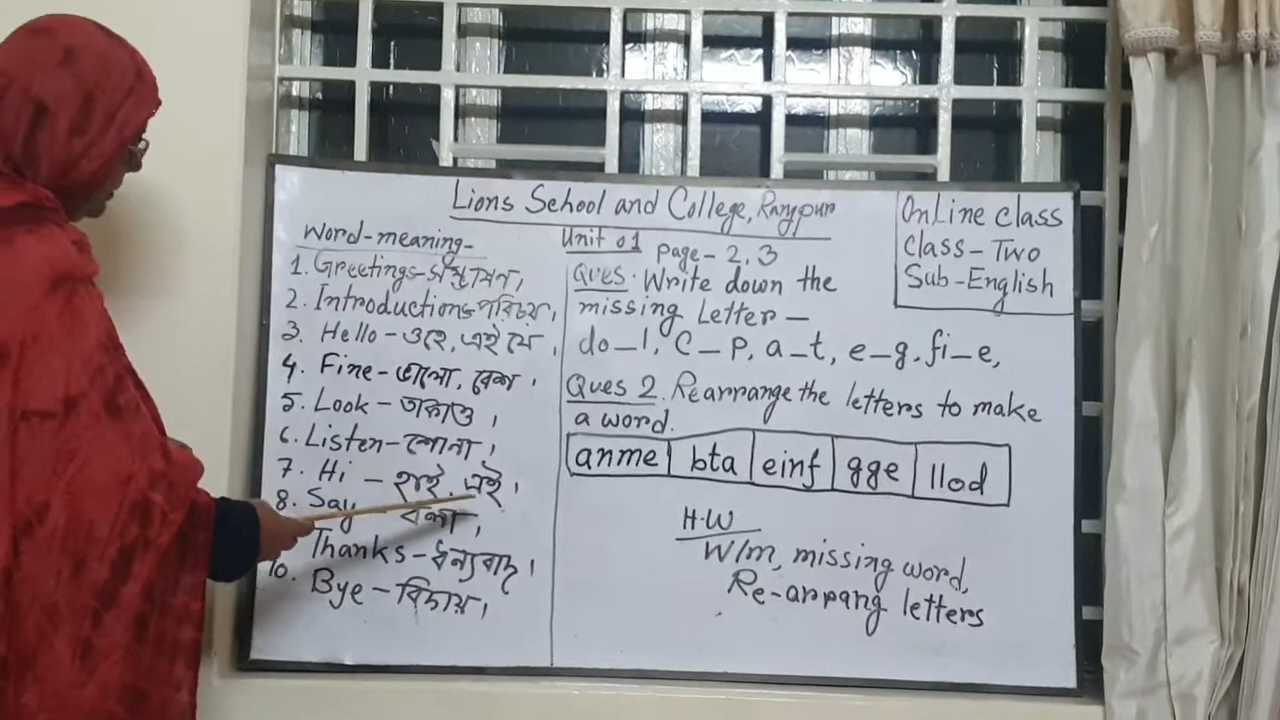 Lions School and College, Rangpur
Online class
Class-Two
Sub-English
Word-meaning-
1. Greetings-সম্ভাষন,
2. Introductions-পরিচয়,
3. Hello-ওহে, এই যে,
4. Fine-ভালো, বেশ,
5. Look-তাকাও,
6. Listen-শোনা,
7. Hi - হাই, এই,
8. Say - বলা,
Thanks-ধন্যবাদ,
10. Bye-বিদায়,
Unit 01
Page-2,3
Ques. Write down the
missing Letter-
do_l, C_p, a_t, e_g, fi_e,
Ques 2. Rearrange the letters to make
a word.
anme bta einf gge llod
H.W
W/m, missing word,
Re-arrang letters